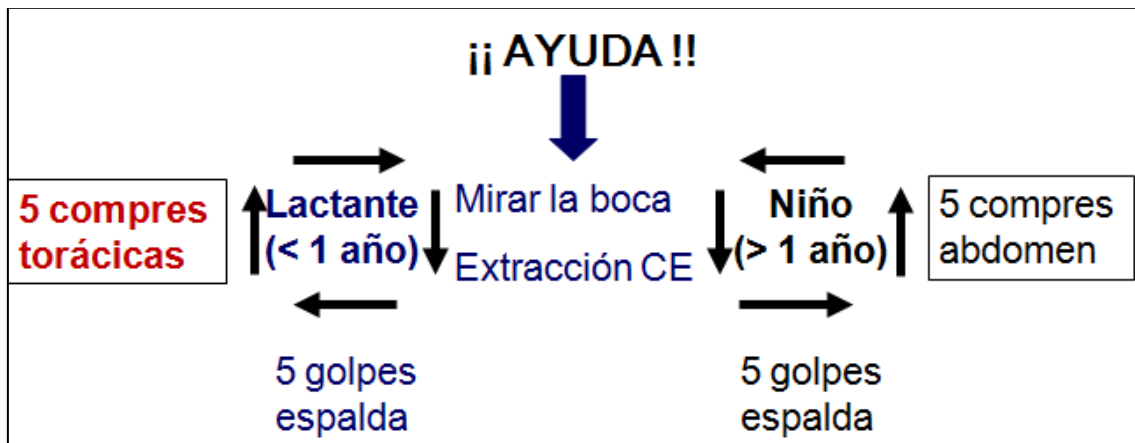 ¡¡ AYUDA !!
5 compres
torácicas
Lactante
(< 1 año)
Mirar la boca
Extracción CE
Niño
(> 1 año)
5 compres
abdomen
5 golpes
espalda
5 golpes
espalda